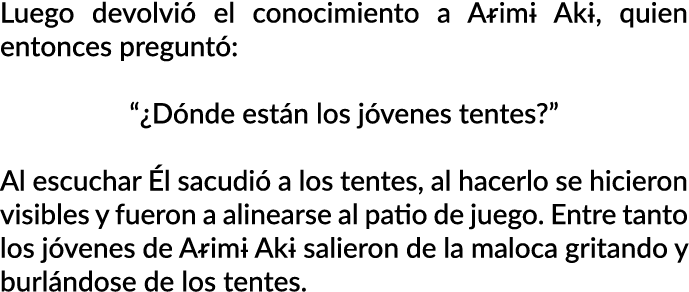 Luego devolvió el conocimiento a Aɍimɨ Akɨ, quien
entonces preguntó:
“¿Dónde están los jóvenes tentes?”
Al escuchar Él sacudió a los tentes, al hacerlo se hicieron
visibles y fueron a alinearse al patio de juego. Entre tanto
los jóvenes de Aɍimɨ Akɨ salieron de la maloca gritando y
burlándose de los tentes.